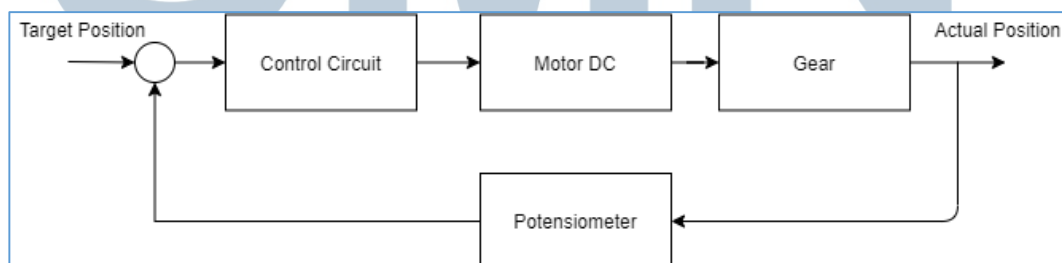 Target Position
Actual Position
Control Circuit
Motor DC
Gear
Potensiometer